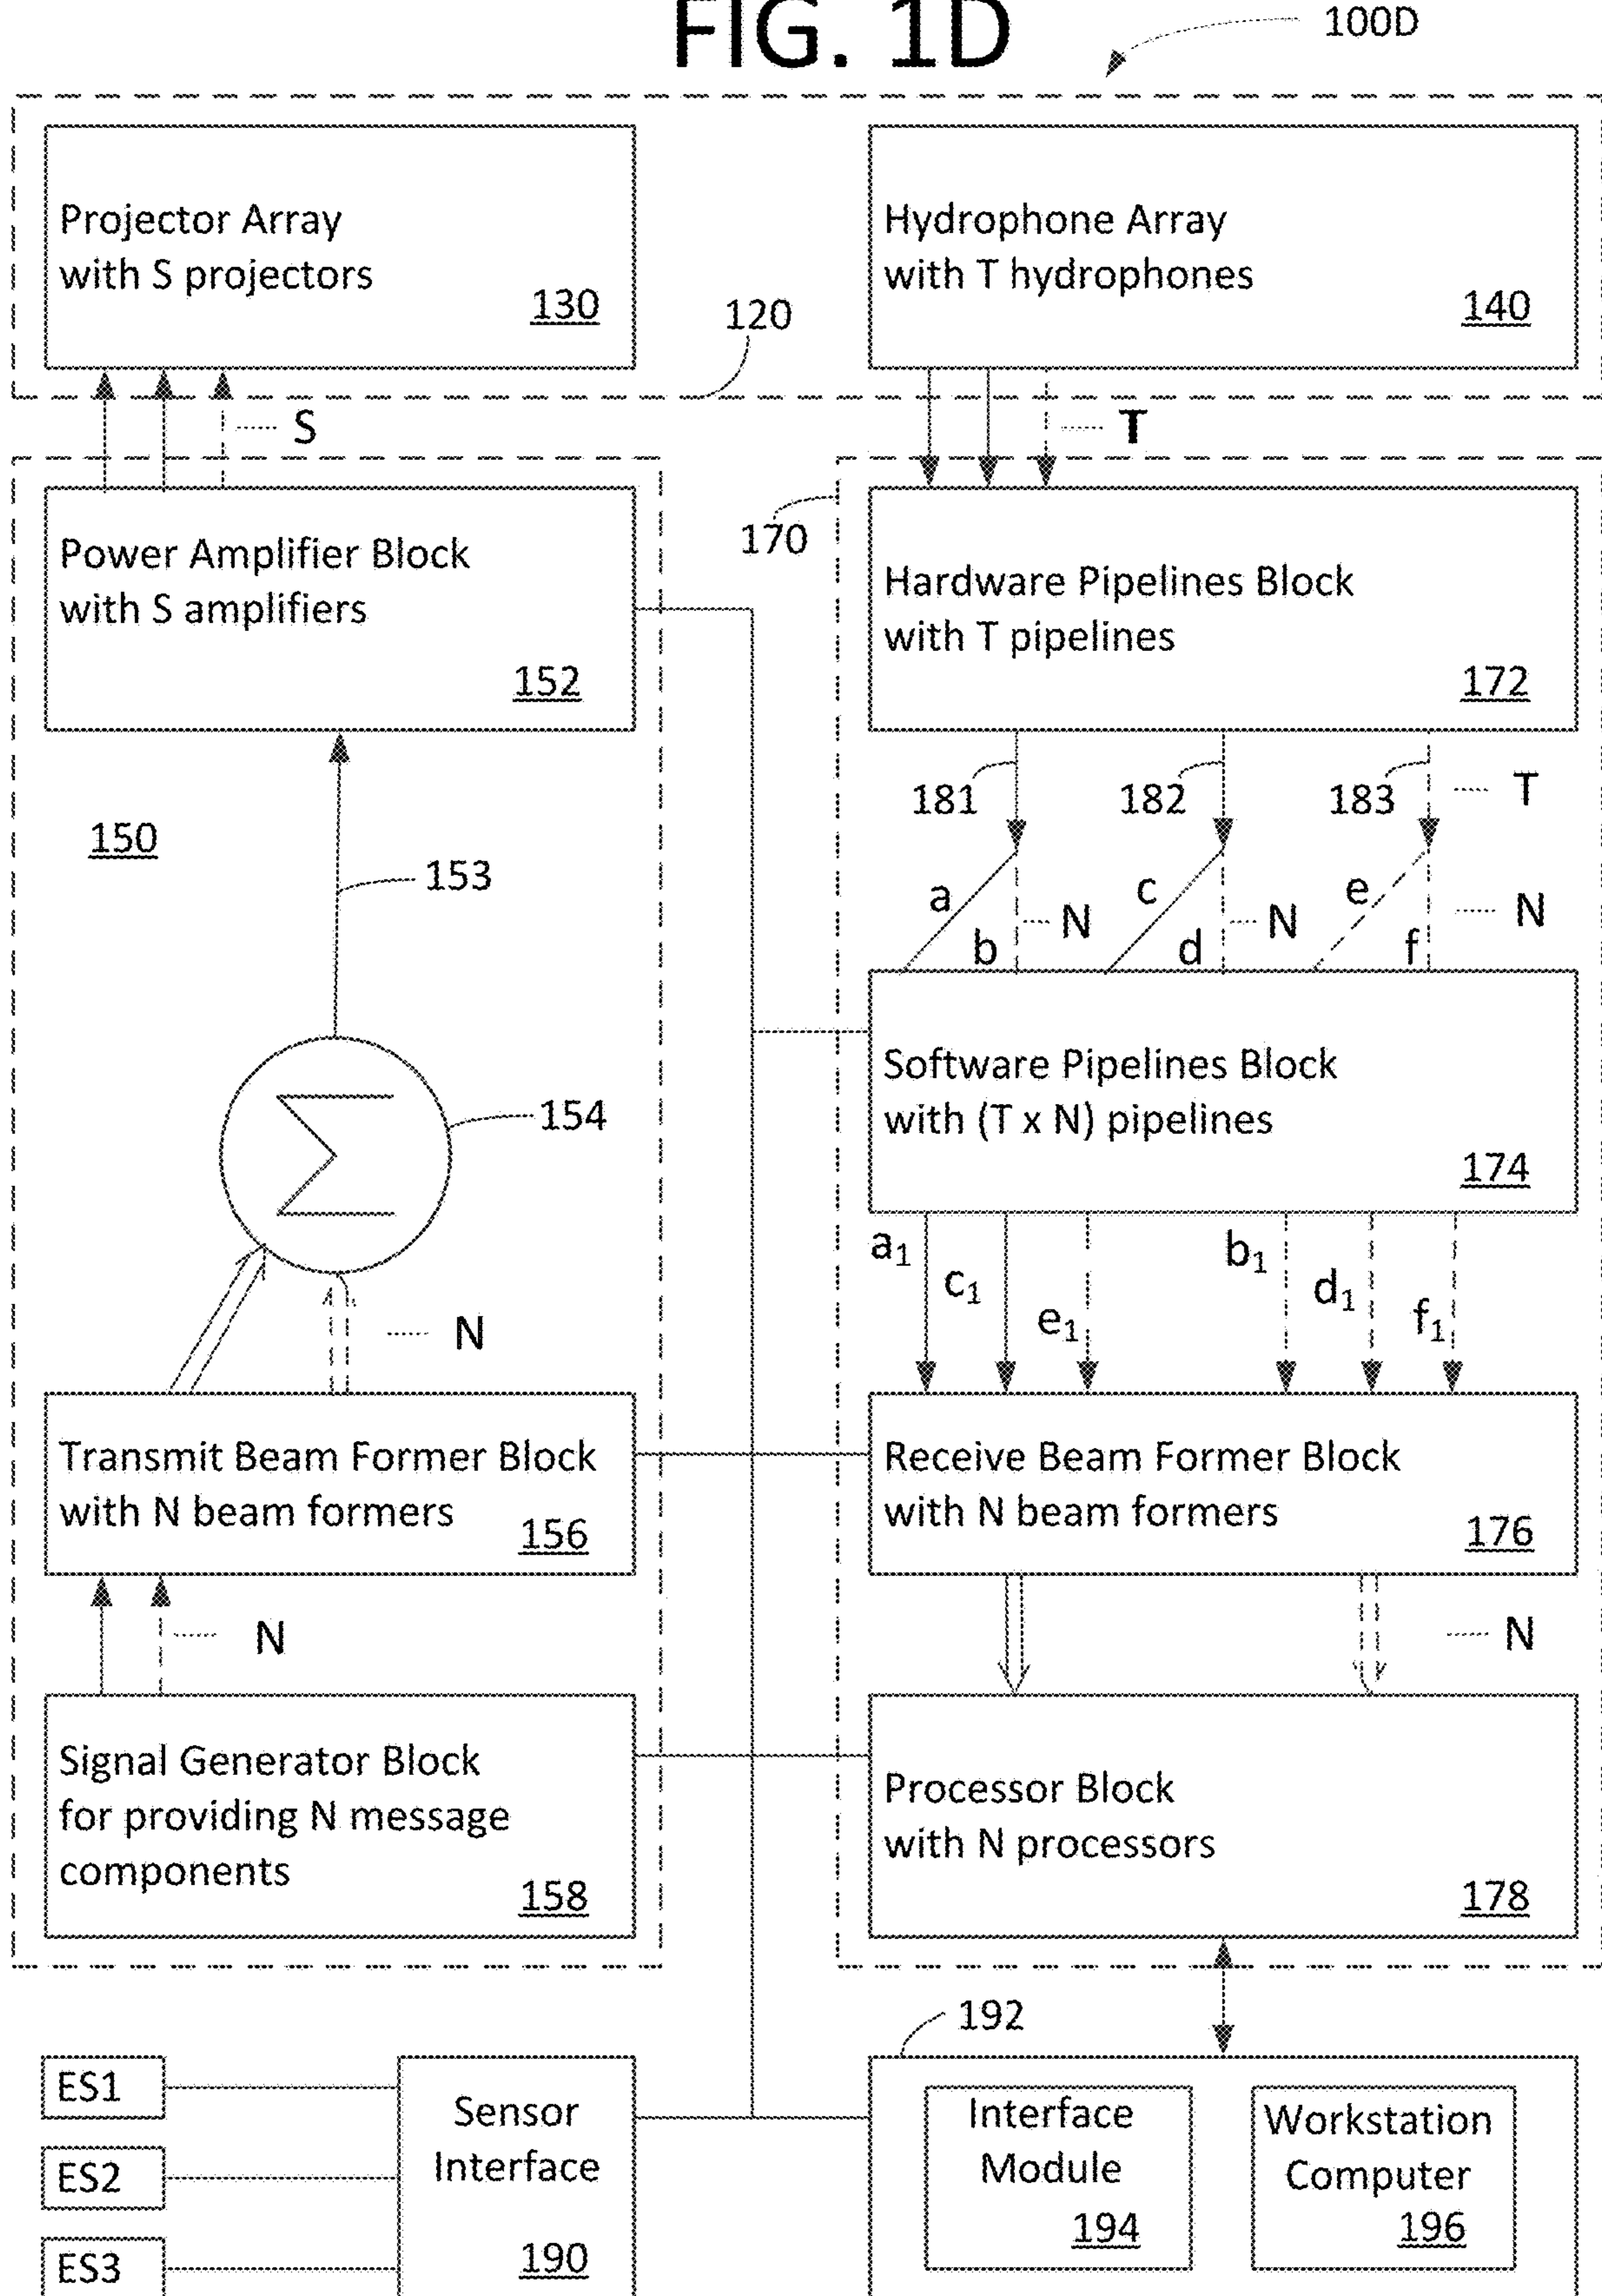 FIG. 1D
100D
Projector Array
with S projectors
130
Hydrophone Array
with T hydrophones
140
120
S
T
Power Amplifier Block
with S amplifiers
152
170
Hardware Pipelines Block
with T pipelines
172
181
182
183
T
150
153
a
b
N
c
d
N
e
f
N
154
Software Pipelines Block
with (T x N) pipelines
174
a1
c1
e1
b1
d1
f1
N
Transmit Beam Former Block
with N beam formers
156
Receive Beam Former Block
with N beam formers
176
N
N
Signal Generator Block
for providing N message
components
158
Processor Block
with N processors
178
192
ES1
ES2
ES3
Sensor
Interface
190
Interface
Module
194
Workstation
Computer
196